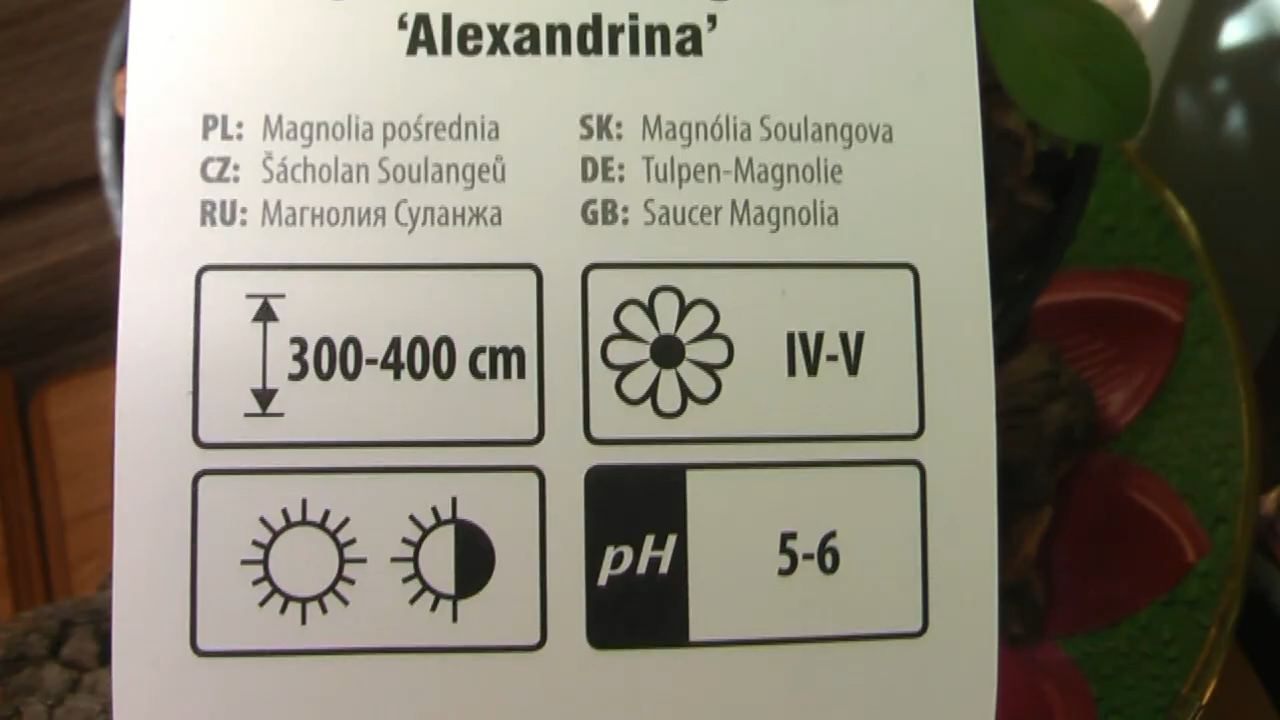 ‘Alexandrina’
PL: Magnolia pośrednia
CZ: Šácholan Soulangeů
RU: Магнолия Суланжа
SK: Magnólia Soulangova
DE: Tulpen-Magnolie
GB: Saucer Magnolia
300-400 cm
IV-V
pH 5-6